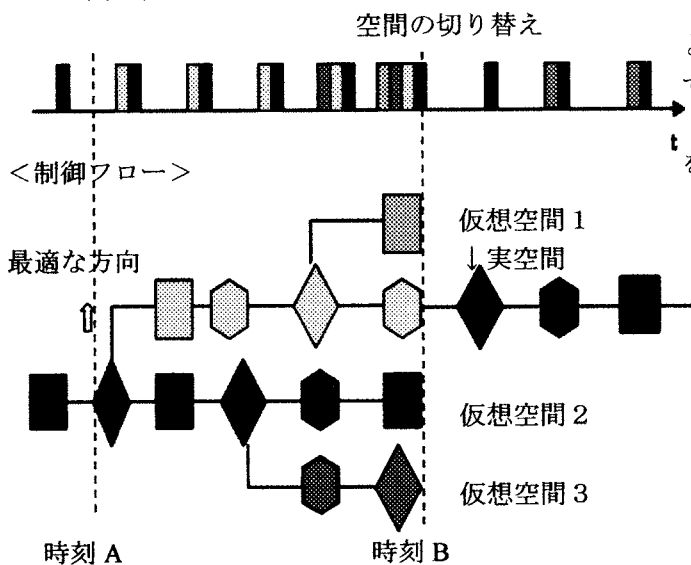 空間の切り替え
t
＜制御フロー＞
仮想空間１
最適な方向
↓実空間
仮想空間２
仮想空間３
時刻 A
時刻 B